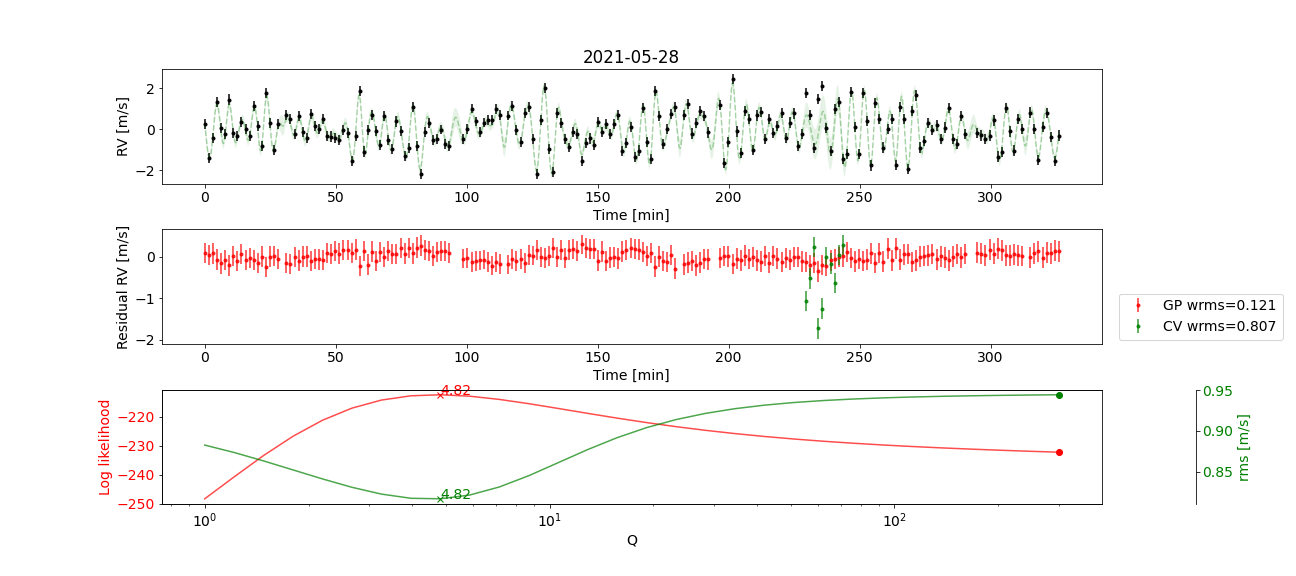 2021-05-28
RV [m/s]
2
0
−2
0 50 100 150 200 250 300
Time [min]
Residual RV [m/s]
0
−1
−2
0 50 100 150 200 250 300
Time [min]
GP wrms=0.121
CV wrms=0.807
Log likelihood
−220
−230
−240
−250
4.82
4.82
0.95
0.90
0.85
rms [m/s]
10⁰ 10¹ 10²
Q